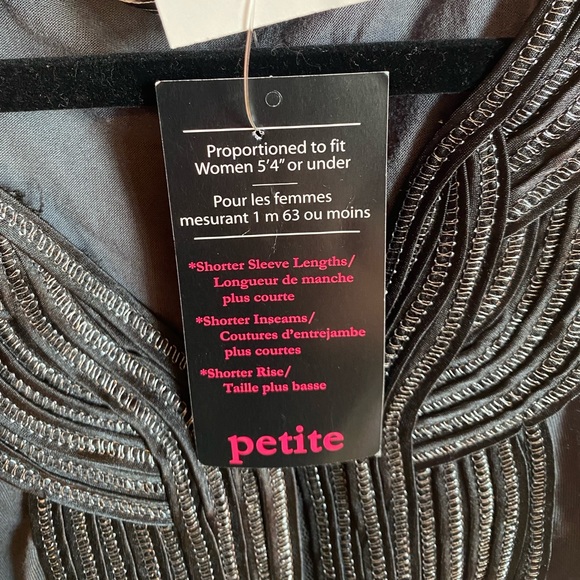 Proportioned to fit
Women 5'4" or under
Pour les femmes
mesurant 1 m 63 ou moins
*Shorter Sleeve Lengths/
Longueur de manche
plus courte
*Shorter Inseams/
Coutures d'entrejambe
plus courtes
*Shorter Rise/
Taille plus basse
petite